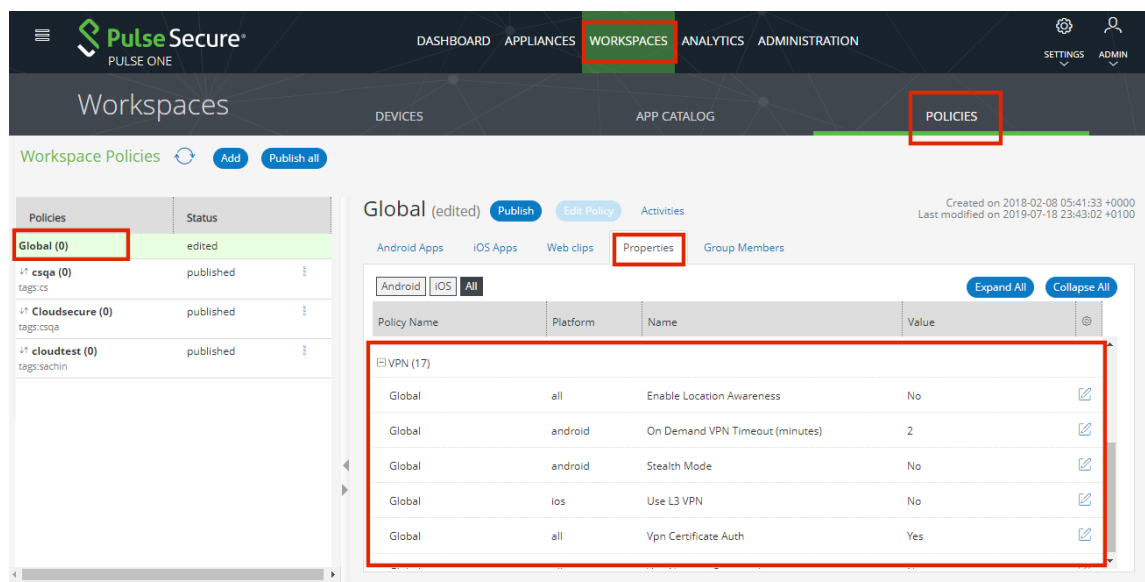 Pulse Secure®
PULSE ONE
DASHBOARD APPLIANCES WORKSPACES ANALYTICS ADMINISTRATION
SETTINGS ADMIN
Workspaces
DEVICES APP CATALOG POLICIES
Workspace Policies Add Publish all
Policies Status
Global (0) edited
csqa (0) published
tags:cs
Cloudsecure (0) published
tags:csqa
cloudtest (0) published
tags:sachin
Global (edited) Publish Edit Policy Activities
Created on 2018-02-08 05:41:33 +0000
Last modified on 2019-07-18 23:43:02 +0100
Android Apps iOS Apps Web clips Properties Group Members
Android iOS All Expand All Collapse All
Policy Name Platform Name Value
VPN (17)
Global all Enable Location Awareness No
Global android On Demand VPN Timeout (minutes) 2
Global android Stealth Mode No
Global ios Use L3 VPN No
Global all Vpn Certificate Auth Yes